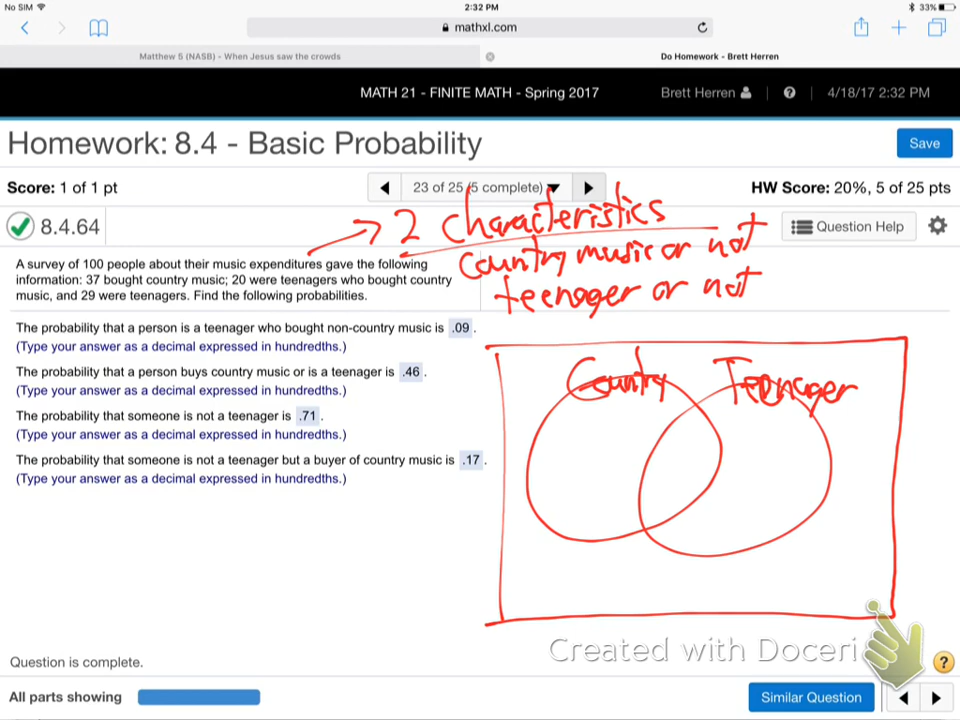 No SIM
2:32 PM
33%
mathxl.com
Matthew 5 (NASB) - When Jesus saw the crowds
Do Homework - Brett Herren
MATH 21 - FINITE MATH - Spring 2017
Brett Herren
4/18/17 2:32 PM
Homework: 8.4 - Basic Probability
Save
Score: 1 of 1 pt
23 of 25 (5 complete)
HW Score: 20%, 5 of 25 pts
8.4.64
2 characteristics
Question Help
country music or not
teenager or not
A survey of 100 people about their music expenditures gave the following
information: 37 bought country music; 20 were teenagers who bought country
music, and 29 were teenagers. Find the following probabilities.
The probability that a person is a teenager who bought non-country music is .09.
(Type your answer as a decimal expressed in hundredths.)
The probability that a person buys country music or is a teenager is .46.
(Type your answer as a decimal expressed in hundredths.)
The probability that someone is not a teenager is .71.
(Type your answer as a decimal expressed in hundredths.)
The probability that someone is not a teenager but a buyer of country music is .17.
(Type your answer as a decimal expressed in hundredths.)
Country
Teenager
Created with Doceri
Question is complete.
?
All parts showing
Similar Question